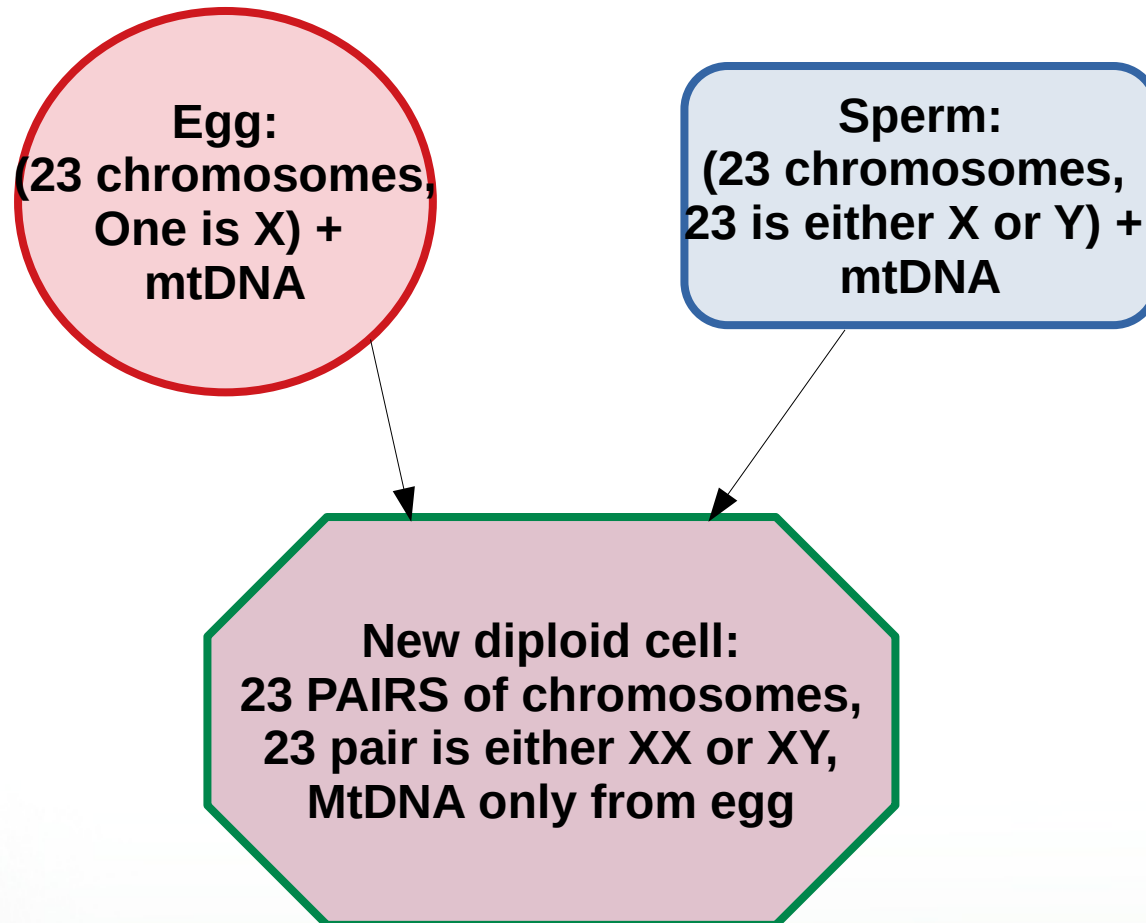 Egg:
(23 chromosomes,
One is X) +
mtDNA
Sperm:
(23 chromosomes,
23 is either X or Y) +
mtDNA
New diploid cell:
23 PAIRS of chromosomes,
23 pair is either XX or XY,
MtDNA only from egg